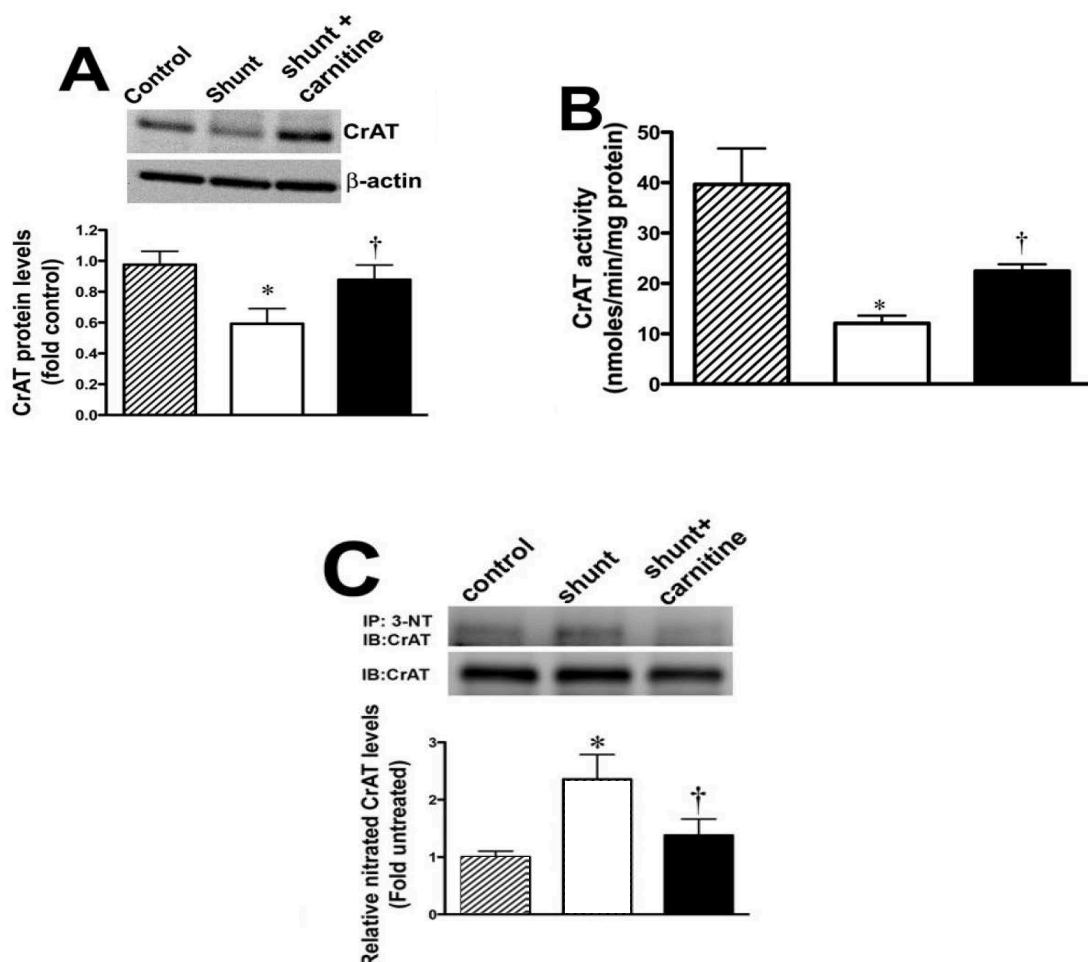 A
Control
Shunt
shunt +
carnitine
CrAT
β-actin
CrAT protein levels
(fold control)
1.2
1.0
0.8
0.6
0.4
0.2
0.0
*
†
B
CrAT activity
(nmoles/min/mg protein)
50
40
30
20
10
0
*
†
C
control
shunt
shunt+
carnitine
IP: 3-NT
IB:CrAT
IB:CrAT
Relative nitrated CrAT levels
(Fold untreated)
3
2
1
0
*
†